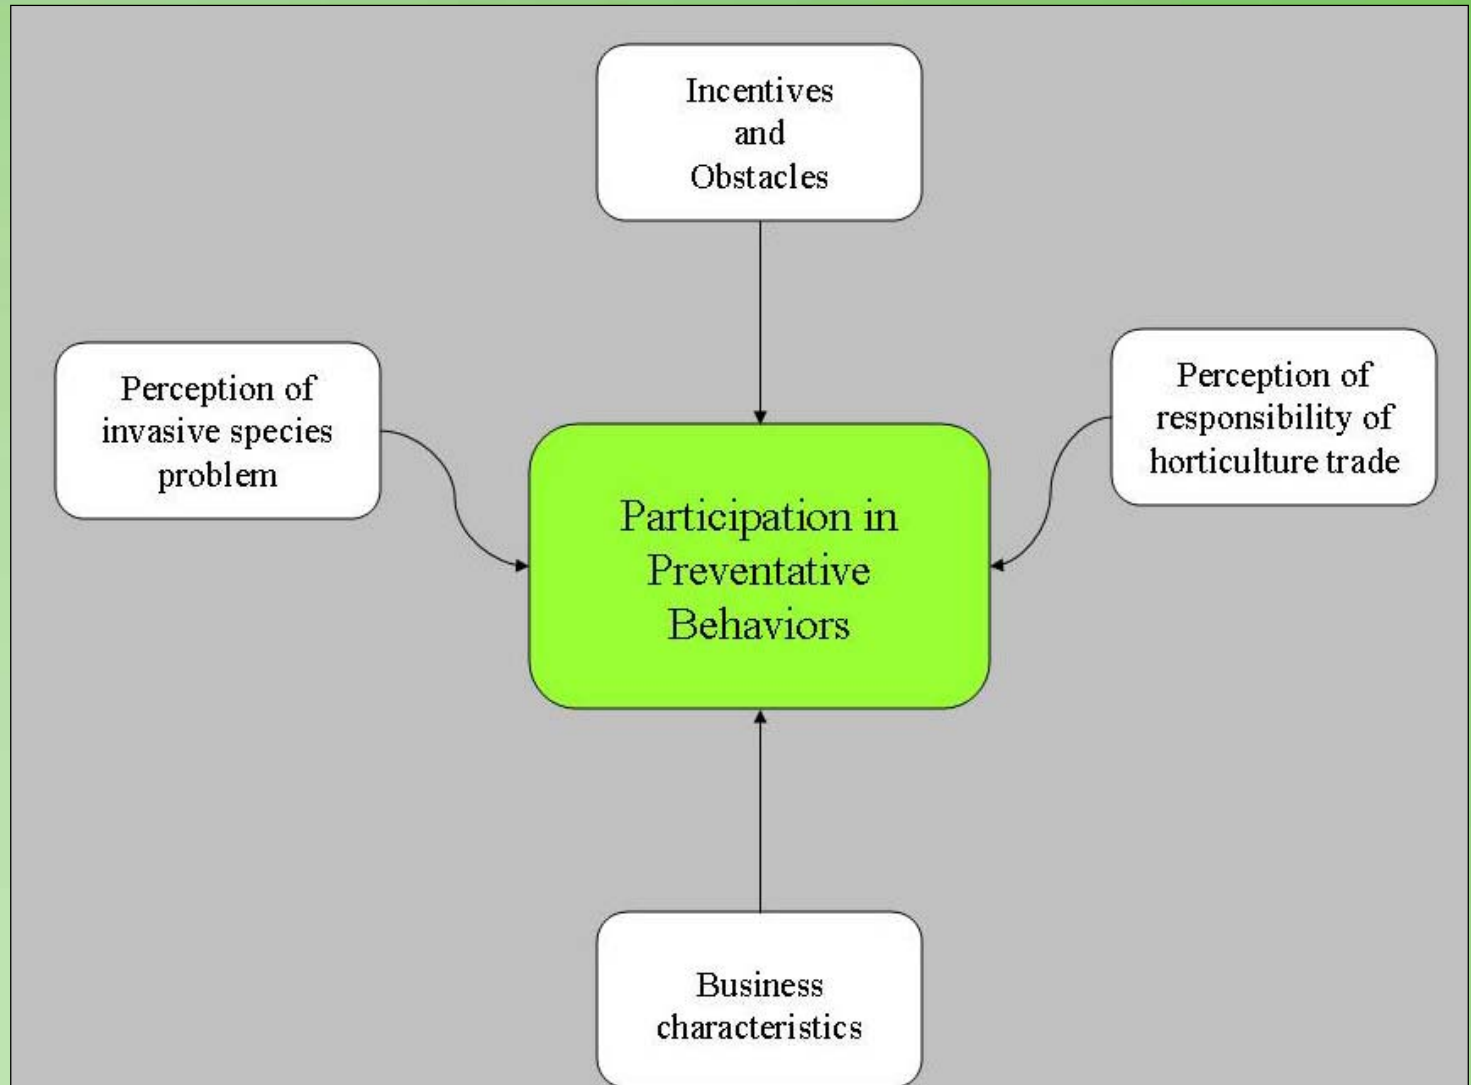 Incentives
and
Obstacles
Perception of
invasive species
problem
Perception of
responsibility of
horticulture trade
Participation in
Preventative
Behaviors
Business
characteristics